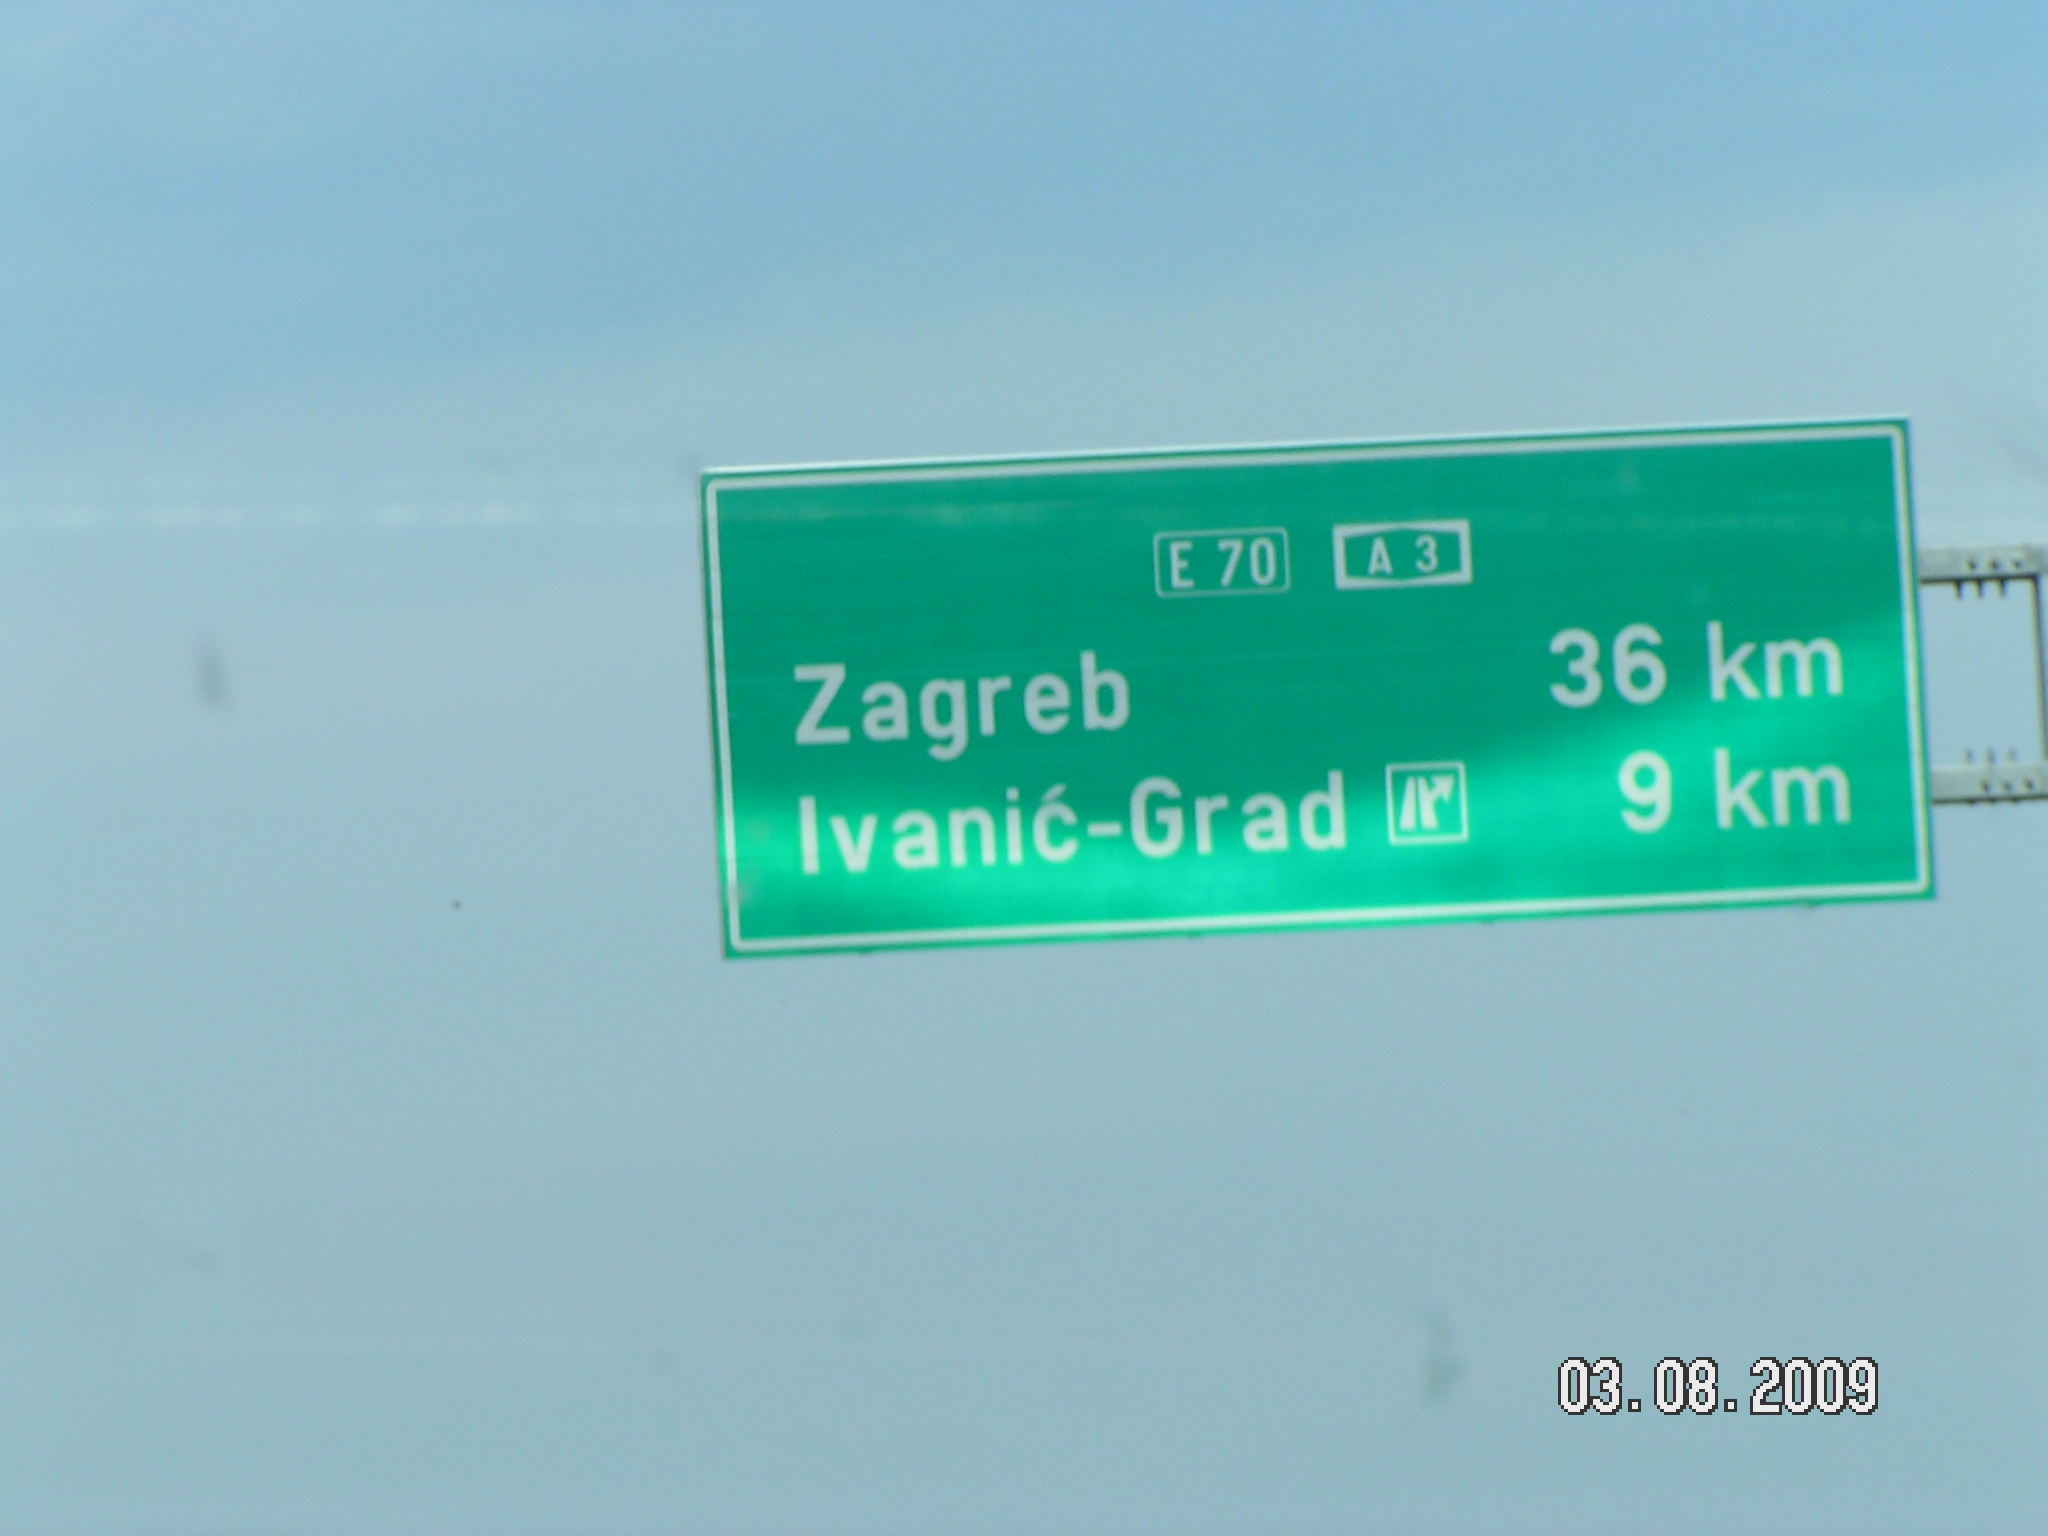 E 70 A 3
Zagreb 36 km
Ivanić-Grad 9 km
03.08.2009